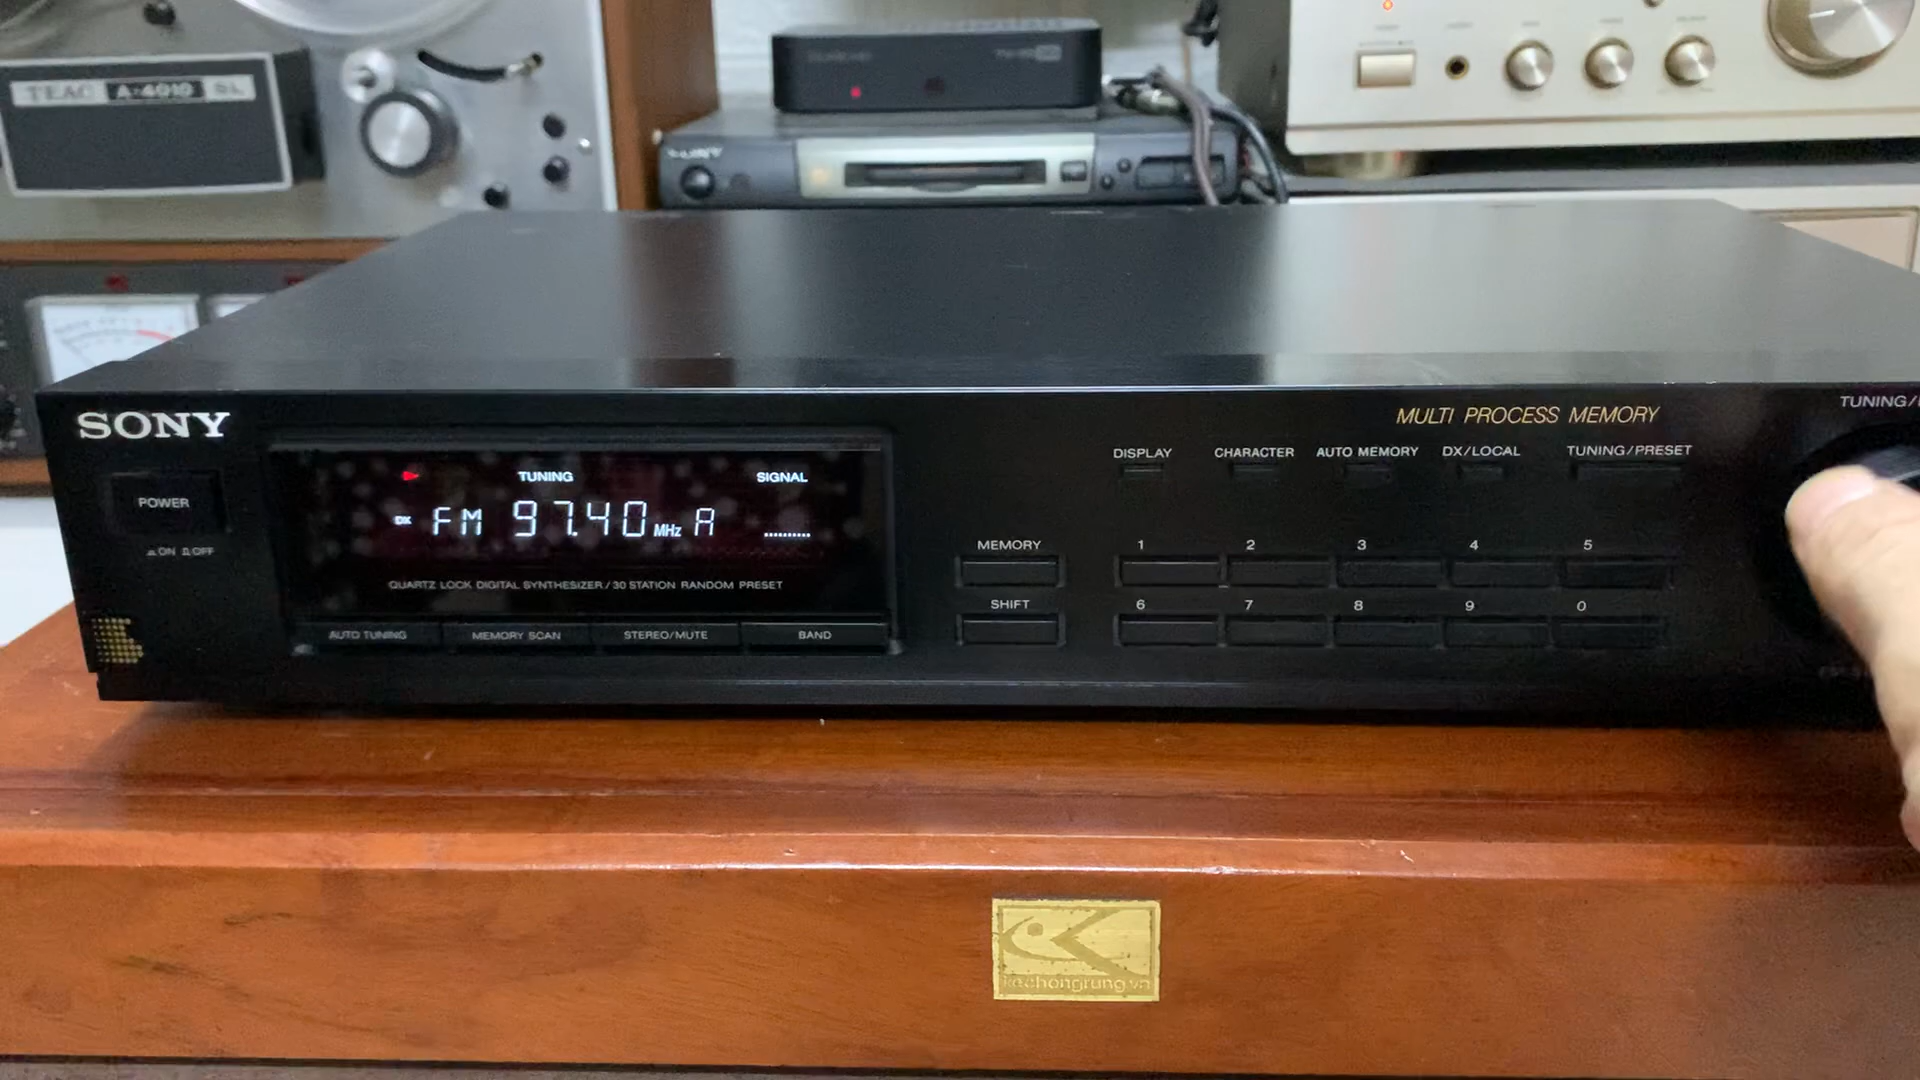 TEAC A-4010 SL
SONY
SONY
MULTI PROCESS MEMORY
TUNING/
DISPLAY CHARACTER AUTO MEMORY DX/LOCAL TUNING/PRESET
POWER
ON OFF
TUNING SIGNAL
DX FM 97.40 MHz A
QUARTZ LOCK DIGITAL SYNTHESIZER / 30 STATION RANDOM PRESET
AUTO TUNING MEMORY SCAN STEREO/MUTE BAND
MEMORY 1 2 3 4 5
SHIFT 6 7 8 9 0
kechongrung.vn